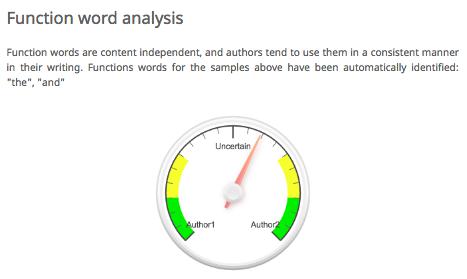 Function word analysis
Function words are content independent, and authors tend to use them in a consistent manner
in their writing. Functions words for the samples above have been automatically identified:
"the", "and"
Uncertain
Author1
Author2